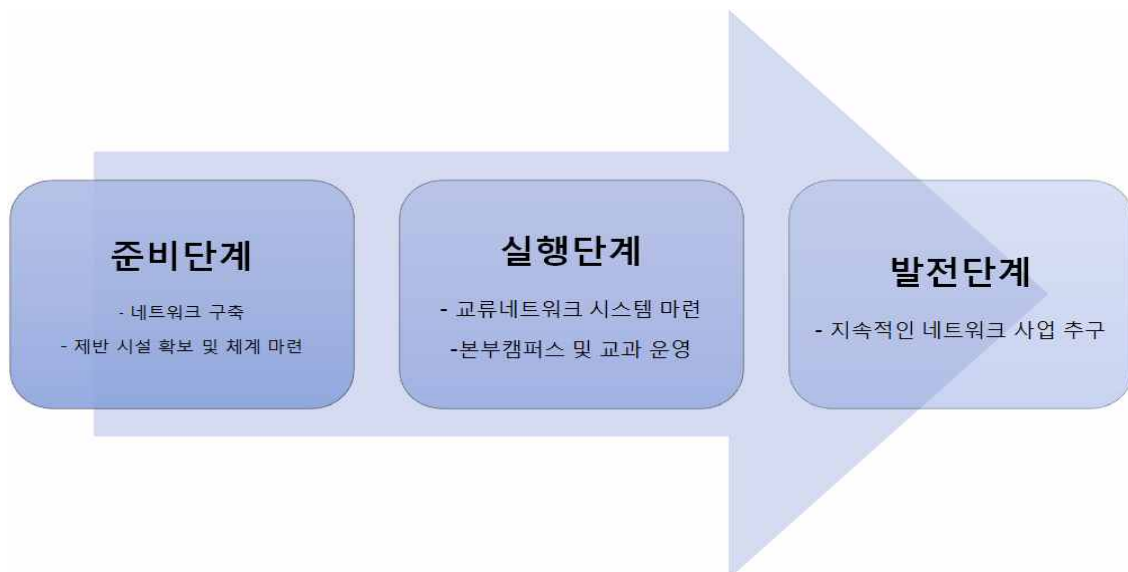 준비단계
- 네트워크 구축
- 제반 시설 확보 및 체계 마련
실행단계
- 교류네트워크 시스템 마련
-본부캠퍼스 및 교과 운영
발전단계
- 지속적인 네트워크 사업 추구